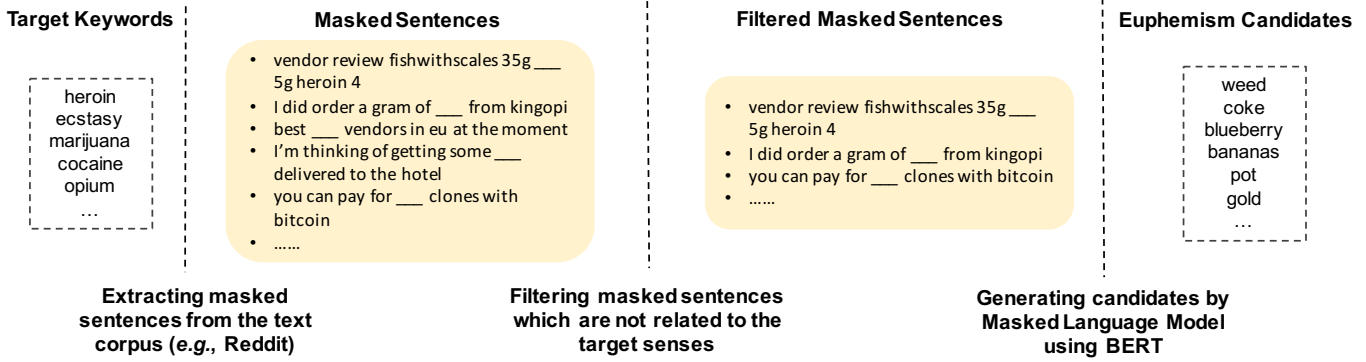 Target Keywords
heroin
ecstasy
marijuana
cocaine
opium
...
Masked Sentences
• vendor review fishwithscales 35g ___
5g heroin 4
• I did order a gram of ___ from kingopi
• best ___ vendors in eu at the moment
• I'm thinking of getting some ___
delivered to the hotel
• you can pay for ___ clones with
bitcoin
• ......
Filtered Masked Sentences
• vendor review fishwithscales 35g ___
5g heroin 4
• I did order a gram of ___ from kingopi
• you can pay for ___ clones with bitcoin
• ......
Euphemism Candidates
weed
coke
blueberry
bananas
pot
gold
...
Extracting masked
sentences from the text
corpus (e.g., Reddit)
Filtering masked sentences
which are not related to the
target senses
Generating candidates by
Masked Language Model
using BERT